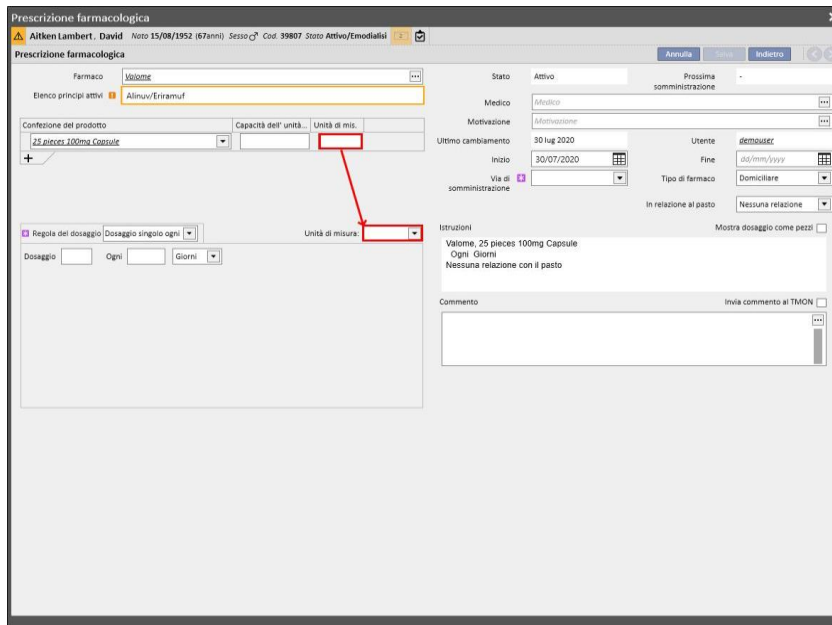 Prescrizione farmacologica
Aitken Lambert. David Nato 15/08/1952 (67anni) Sesso Cod. 39807 Stato Attivo/Emodialisi
Prescrizione farmacologica Annulla Salva Indietro
Farmaco Valome
Elenco principi attivi Alinuv/Eriramuf
Confezione del prodotto Capacità dell' unità... Unità di mis.
25 pieces 100mg Capsule
+
Regola del dosaggio Dosaggio singolo ogni Unità di misura:
Dosaggio Ogni Giorni
Stato Attivo Prossima somministrazione -
Medico Medico
Motivazione Motivazione
Ultimo cambiamento 30 lug 2020 Utente demouser
Inizio 30/07/2020 Fine dd/mm/yyyy
Via di somministrazione Tipo di farmaco Domiciliare
In relazione al pasto Nessuna relazione
Istruzioni Mostra dosaggio come pezzi
Valome, 25 pieces 100mg Capsule
Ogni Giorni
Nessuna relazione con il pasto
Commento Invia commento al TMON